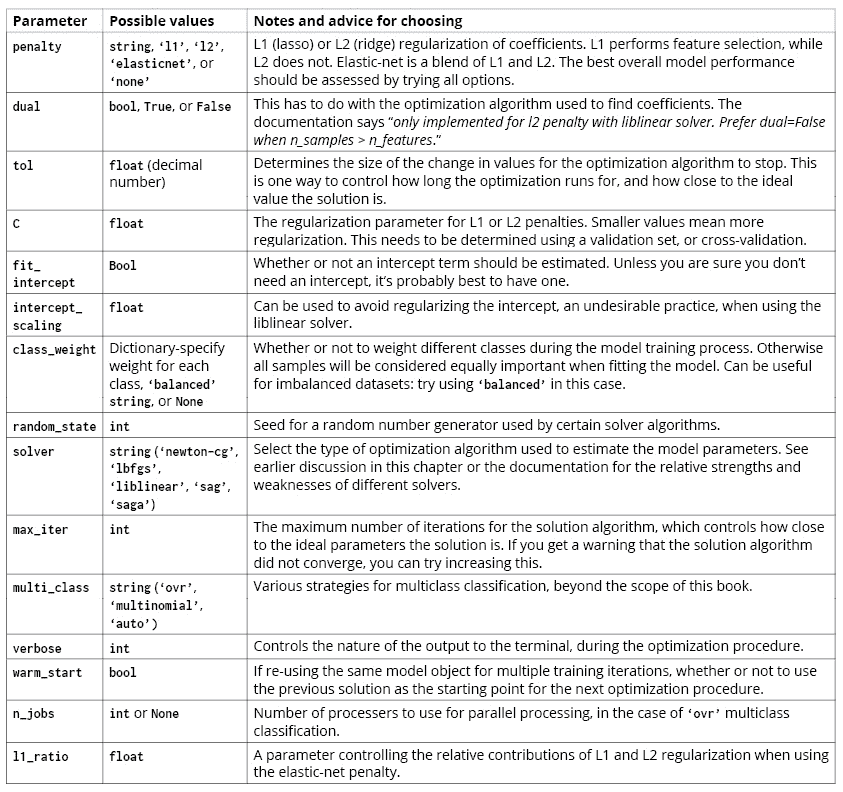 Parameter Possible values Notes and advice for choosing
penalty string, ‘l1’, ‘l2’, L1 (lasso) or L2 (ridge) regularization of coefficients. L1 performs feature selection, while
‘elasticnet’, or L2 does not. Elastic-net is a blend of L1 and L2. The best overall model performance
‘none’ should be assessed by trying all options.
dual bool, True, or False This has to do with the optimization algorithm used to find coefficients. The
documentation says “only implemented for l2 penalty with liblinear solver. Prefer dual=False
when n_samples > n_features.”
tol float (decimal Determines the size of the change in values for the optimization algorithm to stop. This
number) is one way to control how long the optimization runs for, and how close to the ideal
value the solution is.
C float The regularization parameter for L1 or L2 penalties. Smaller values mean more
regularization. This needs to be determined using a validation set, or cross-validation.
fit_ Bool Whether or not an intercept term should be estimated. Unless you are sure you don’t
intercept need an intercept, it’s probably best to have one.
intercept_ float Can be used to avoid regularizing the intercept, an undesirable practice, when using the
scaling liblinear solver.
class_weight Dictionary-specify Whether or not to weight different classes during the model training process. Otherwise
weight for each all samples will be considered equally important when fitting the model. Can be useful
class, ‘balanced’ for imbalanced datasets: try using ‘balanced’ in this case.
string, or None
random_state int Seed for a random number generator used by certain solver algorithms.
solver string (‘newton-cg’, Select the type of optimization algorithm used to estimate the model parameters. See
‘lbfgs’, earlier discussion in this chapter or the documentation for the relative strengths and
‘liblinear’, ‘sag’, weaknesses of different solvers.
‘saga’)
max_iter int The maximum number of iterations for the solution algorithm, which controls how close
to the ideal parameters the solution is. If you get a warning that the solution algorithm
did not converge, you can try increasing this.
multi_class string (‘ovr’, Various strategies for multiclass classification, beyond the scope of this book.
‘multinomial’,
‘auto’)
verbose int Controls the nature of the output to the terminal, during the optimization procedure.
warm_start bool If re-using the same model object for multiple training iterations, whether or not to use
the previous solution as the starting point for the next optimization procedure.
n_jobs int or None Number of processers to use for parallel processing, in the case of ‘ovr’ multiclass
classification.
l1_ratio float A parameter controlling the relative contributions of L1 and L2 regularization when using
the elastic-net penalty.